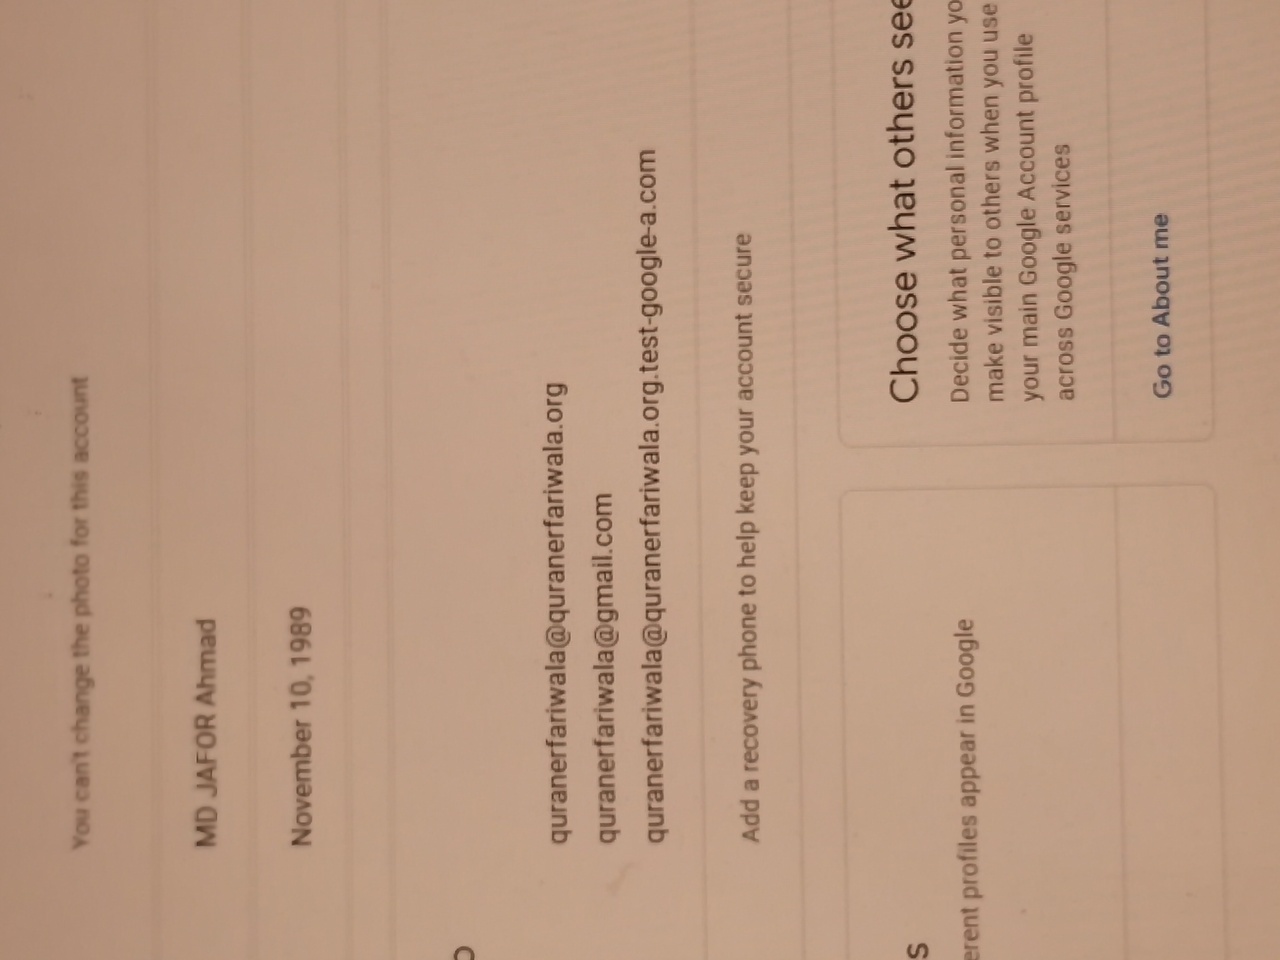 You can't change the photo for this account
MD JAFOR Ahmad
November 10, 1989
quranerfariwala@quranerfariwala.org
quranerfariwala@gmail.com
quranerfariwala@quranerfariwala.org.test-google-a.com
Add a recovery phone to help keep your account secure
erent profiles appear in Google
Choose what others see
Decide what personal information yo
make visible to others when you use
your main Google Account profile
across Google services
Go to About me